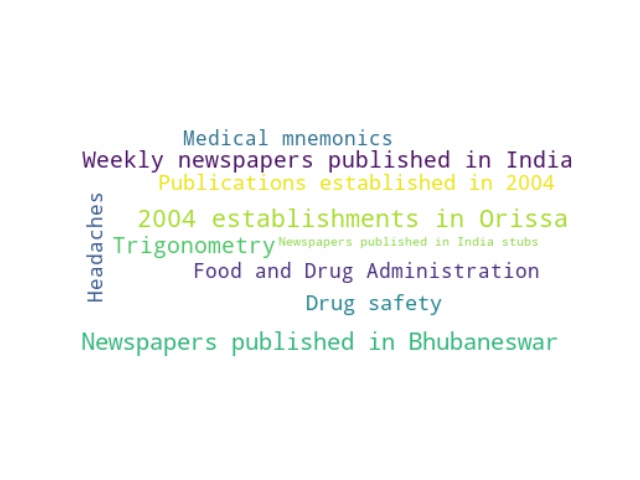 Medical mnemonics
Weekly newspapers published in India
Publications established in 2004
Headaches
2004 establishments in Orissa
Trigonometry
Newspapers published in India stubs
Food and Drug Administration
Drug safety
Newspapers published in Bhubaneswar